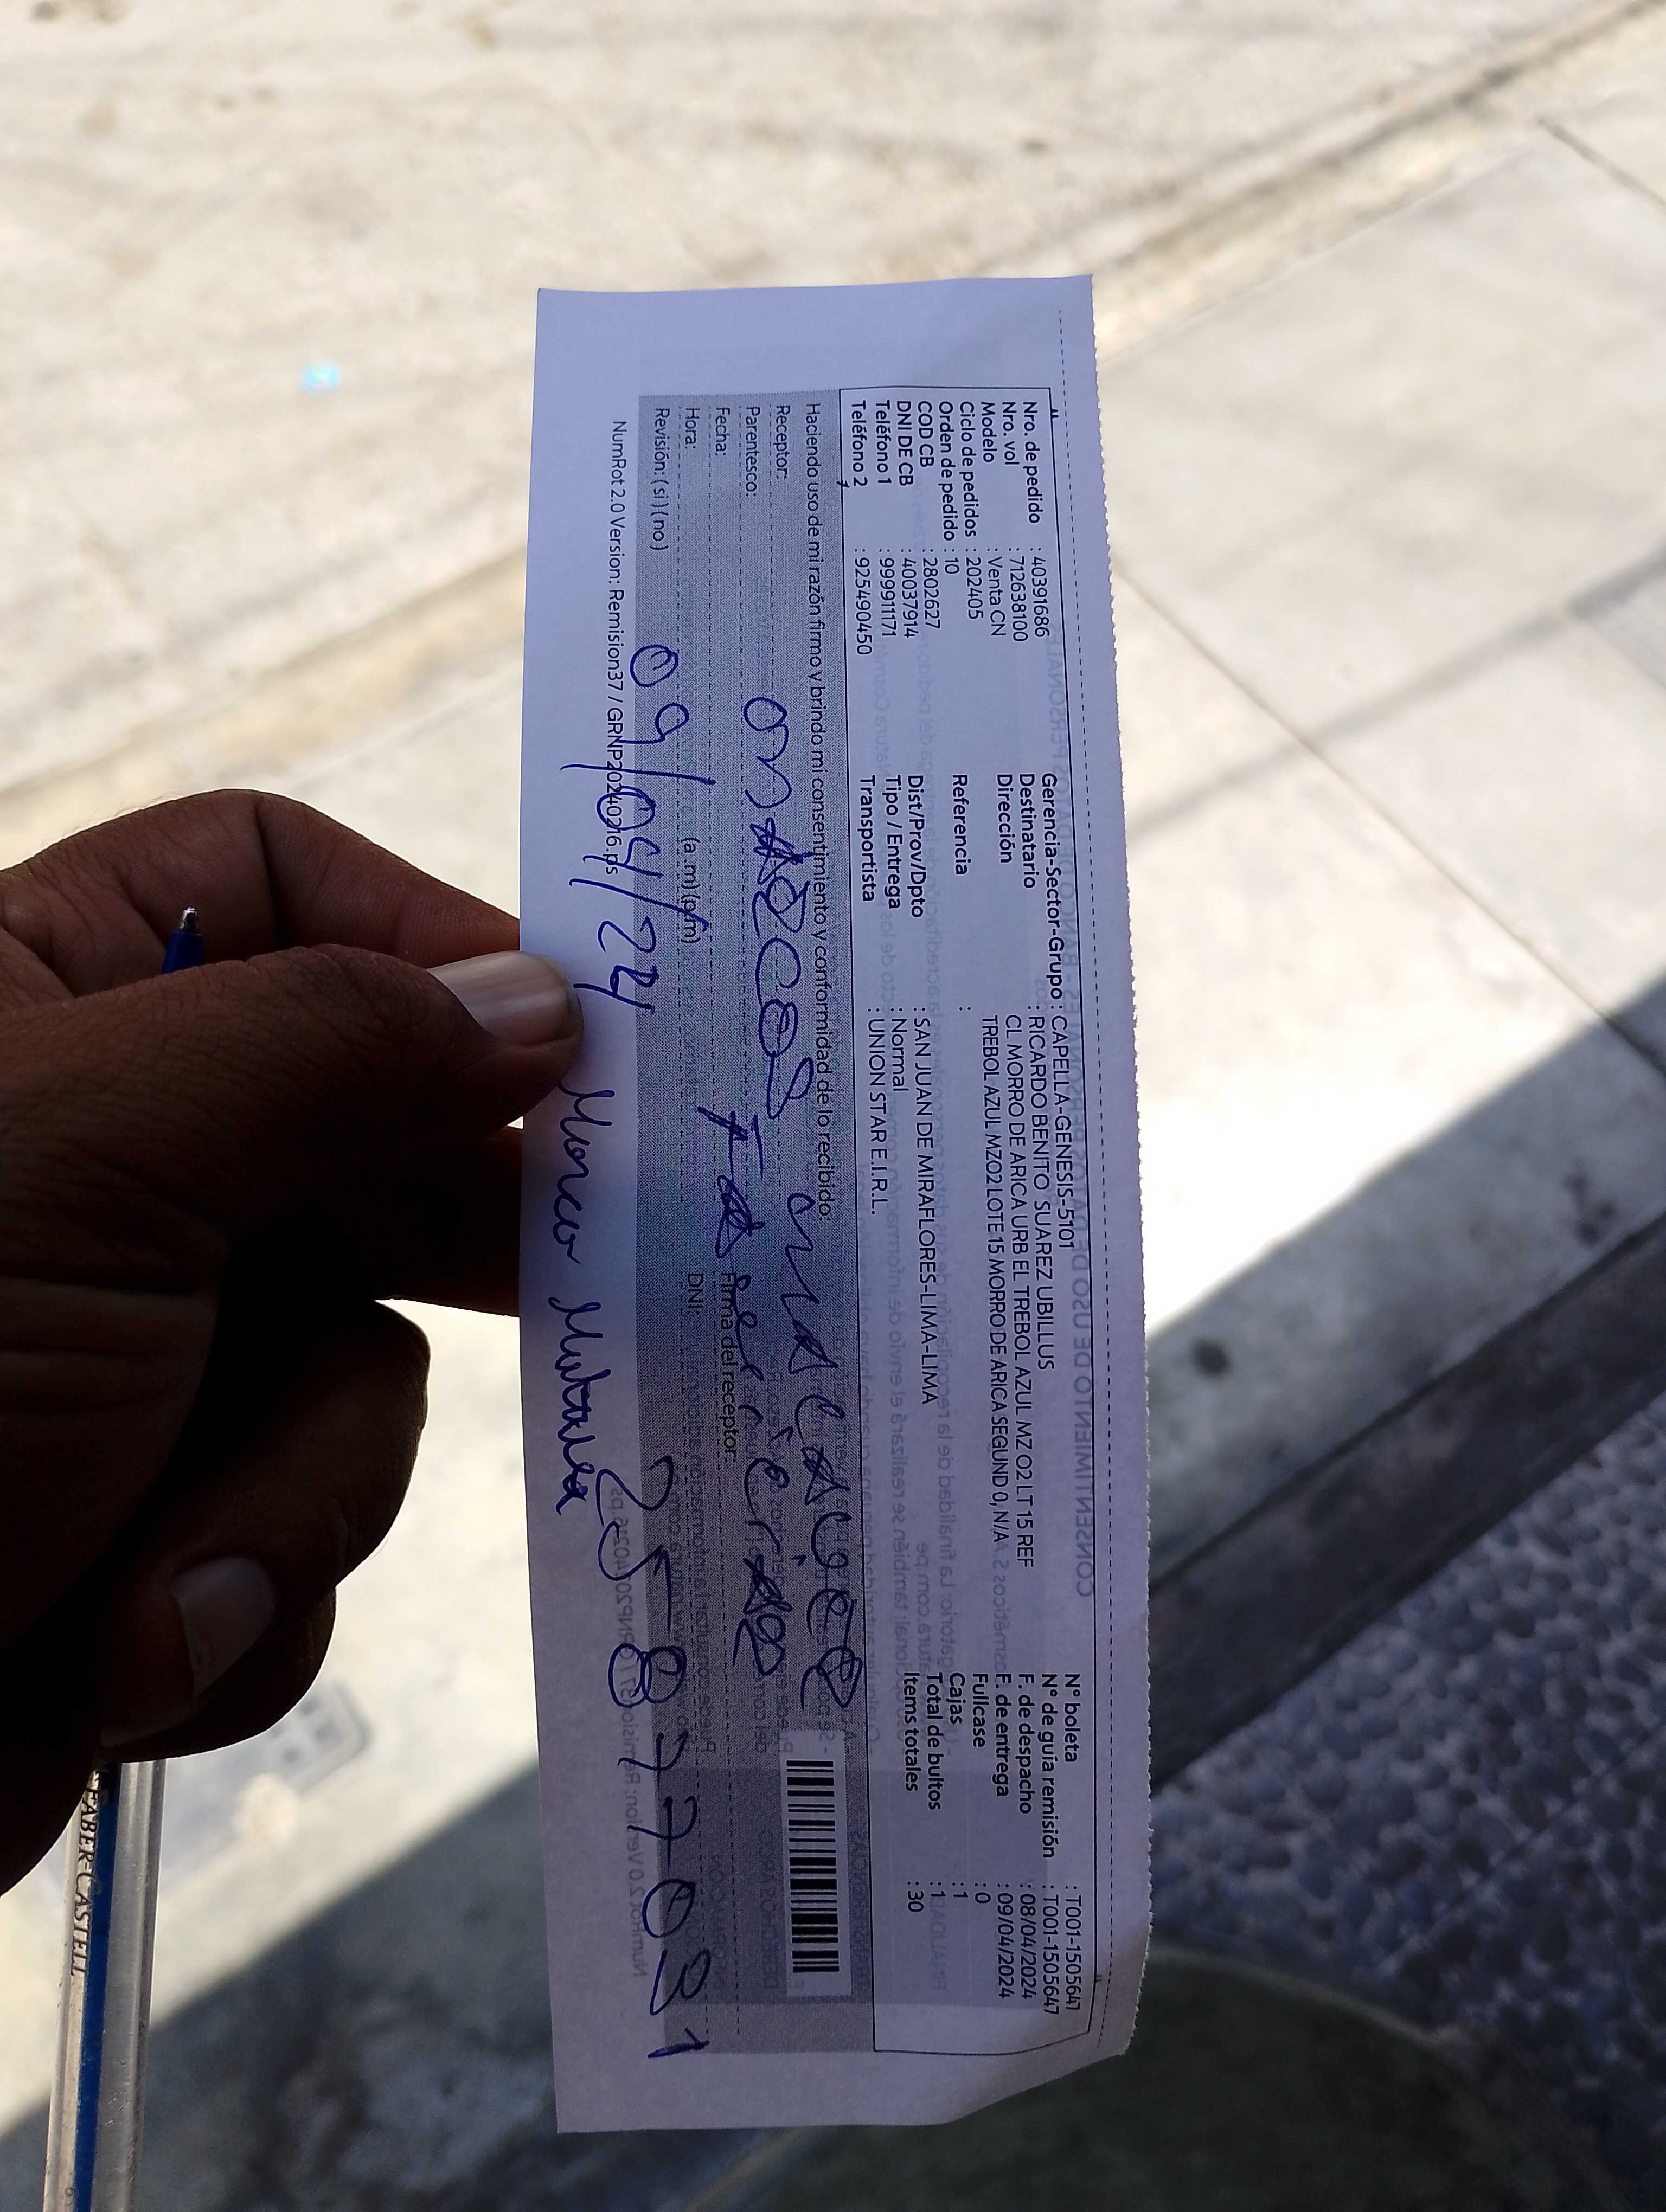 Nro. de pedido : 40391686
Nro. vol : 712638100
Modelo : Venta CN
Ciclo de pedidos : 202405
Orden de pedido : 10
COD CB : 2802627
DNI DE CB : 40037914
Teléfono 1 : 999911171
Teléfono 2 : 925490450
Gerencia-Sector-Grupo : CAPELLA-GENESIS-5101
Destinatario : RICARDO BENITO SUAREZ UBILLUS
Dirección : CL MORRO DE ARICA URB EL TREBOL AZUL MZ O2 LT 15 REF
TREBOL AZUL MZO2 LOTE 15 MORRO DE ARICA SEGUND 0, N/A
Referencia :
Dist/Prov/Dpto : SAN JUAN DE MIRAFLORES-LIMA-LIMA
Tipo / Entrega : Normal
Transportista : UNION STAR E.I.R.L.
N° boleta : T001-1505647
N° de guía remisión : T001-1505647
F. de despacho : 08/04/2024
F. de entrega : 09/04/2024
Fullcase : 0
Cajas : 1
Total de bultos : 1
Items totales : 30
Haciendo uso de mi razón firmo y brindo mi consentimiento y conformidad de lo recibido:
Receptor:
Parentesco:
Fecha:
Hora: (a.m) (p.m)
Revisión: ( si ) ( no )
Firma del receptor:
DNI:
09/04/24
NumRot 2.0 Version: Remision37 / GRNP20240216.ps
FABER-CASTELL